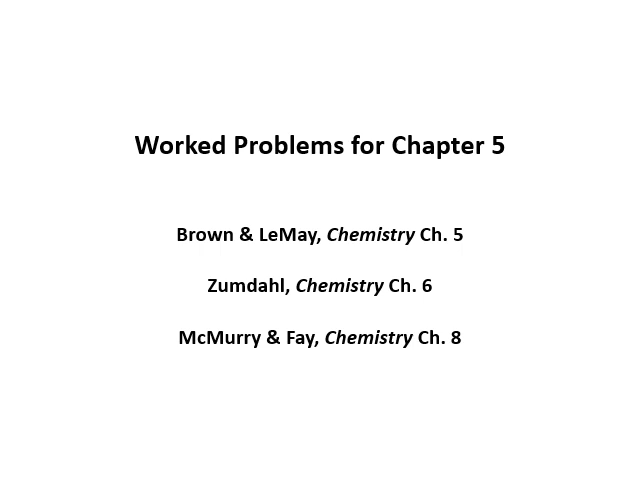 Worked Problems for Chapter 5
Brown & LeMay, Chemistry Ch. 5
Zumdahl, Chemistry Ch. 6
McMurry & Fay, Chemistry Ch. 8